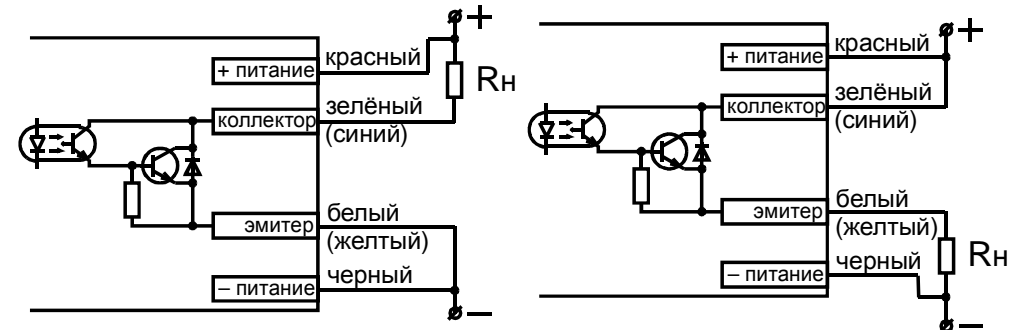 +
красный
+ питание
Rн
зелёный
коллектор
(синий)
белый
эмитер
(желтый)
черный
– питание
–
+
красный
+ питание
зелёный
коллектор
(синий)
белый
эмитер
(желтый)
Rн
черный
– питание
–